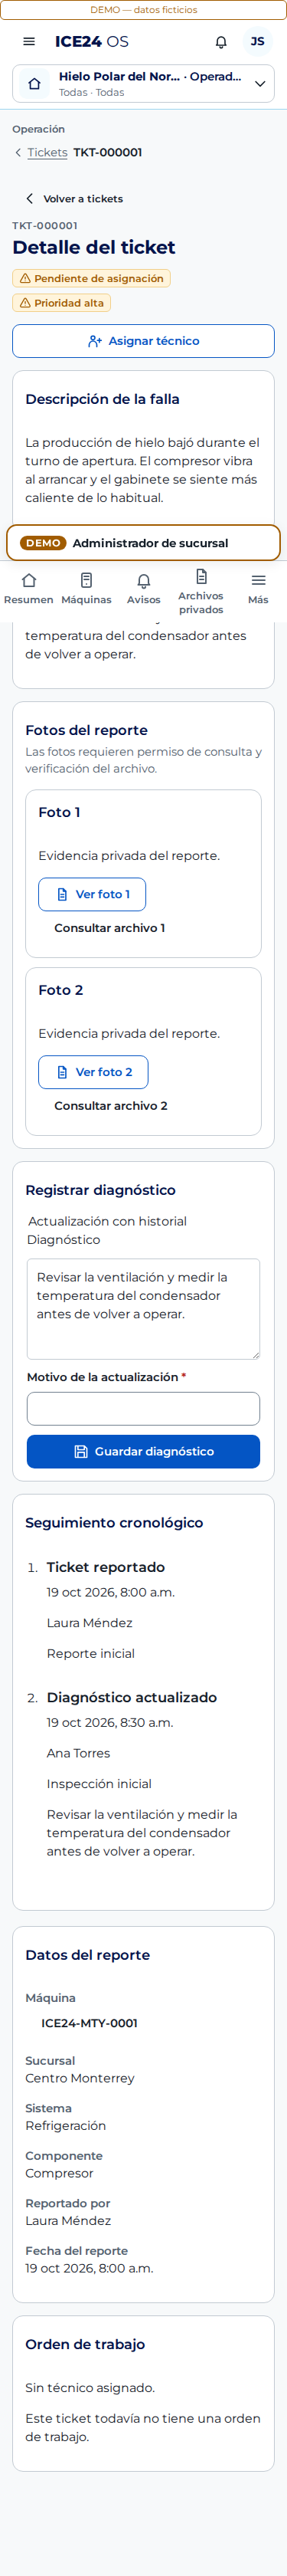 DEMO — datos ficticios
ICE24 OS
JS
Hielo Polar del Nor... · Operad...
Todas · Todas
Operación
Tickets TKT-000001
Volver a tickets
TKT-000001
Detalle del ticket
Pendiente de asignación
Prioridad alta
Asignar técnico
Descripción de la falla
La producción de hielo bajó durante el
turno de apertura. El compresor vibra
al arrancar y el gabinete se siente más
caliente de lo habitual.
DEMO Administrador de sucursal
Resumen
Máquinas
Avisos
Archivos
privados
Más
temperatura del condensador antes
de volver a operar.
Fotos del reporte
Las fotos requieren permiso de consulta y
verificación del archivo.
Foto 1
Evidencia privada del reporte.
Ver foto 1
Consultar archivo 1
Foto 2
Evidencia privada del reporte.
Ver foto 2
Consultar archivo 2
Registrar diagnóstico
Actualización con historial
Diagnóstico
Revisar la ventilación y medir la
temperatura del condensador
antes de volver a operar.
Motivo de la actualización *
Guardar diagnóstico
Seguimiento cronológico
1. Ticket reportado
19 oct 2026, 8:00 a.m.
Laura Méndez
Reporte inicial
2. Diagnóstico actualizado
19 oct 2026, 8:30 a.m.
Ana Torres
Inspección inicial
Revisar la ventilación y medir la
temperatura del condensador
antes de volver a operar.
Datos del reporte
Máquina
ICE24-MTY-0001
Sucursal
Centro Monterrey
Sistema
Refrigeración
Componente
Compresor
Reportado por
Laura Méndez
Fecha del reporte
19 oct 2026, 8:00 a.m.
Orden de trabajo
Sin técnico asignado.
Este ticket todavía no tiene una orden
de trabajo.